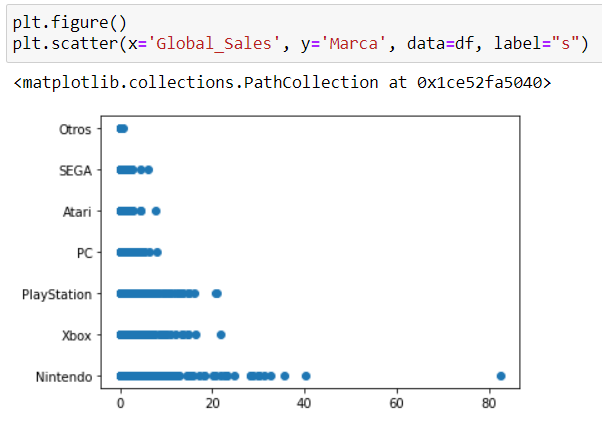 plt.figure()
plt.scatter(x='Global_Sales', y='Marca', data=df, label="s")
<matplotlib.collections.PathCollection at 0x1ce52fa5040>
Otros
SEGA
Atari
PC
PlayStation
Xbox
Nintendo
0 20 40 60 80